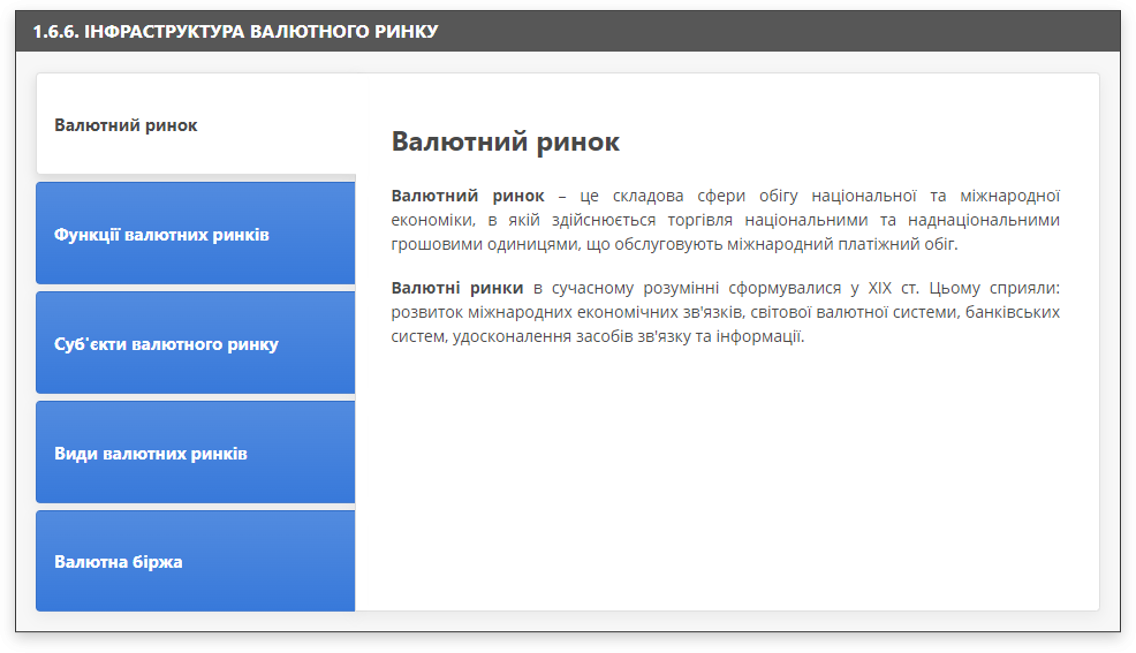 1.6.6. ІНФРАСТРУКТУРА ВАЛЮТНОГО РИНКУ
Валютний ринок
Функції валютних ринків
Суб'єкти валютного ринку
Види валютних ринків
Валютна біржа
Валютний ринок
Валютний ринок – це складова сфери обігу національної та міжнародної
економіки, в якій здійснюється торгівля національними та наднаціональними
грошовими одиницями, що обслуговують міжнародний платіжний обіг.
Валютні ринки в сучасному розумінні сформувалися у XIX ст. Цьому сприяли:
розвиток міжнародних економічних зв'язків, світової валютної системи, банківських
систем, удосконалення засобів зв'язку та інформації.